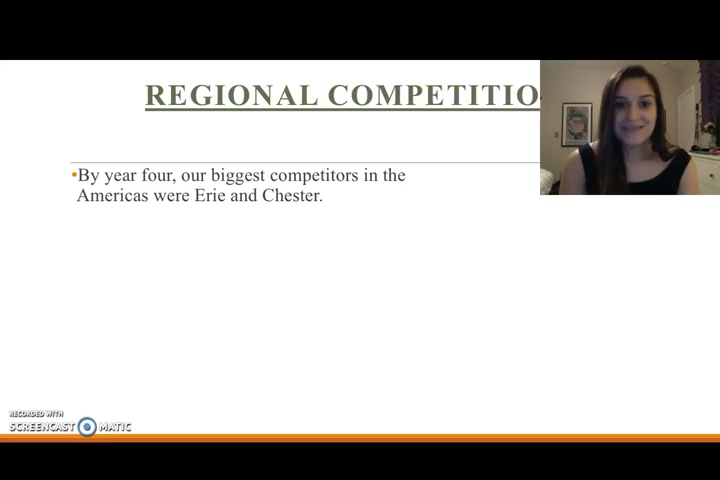 REGIONAL COMPETITIO
•By year four, our biggest competitors in the
Americas were Erie and Chester.
RECORDED WITH
SCREENCAST MATIC